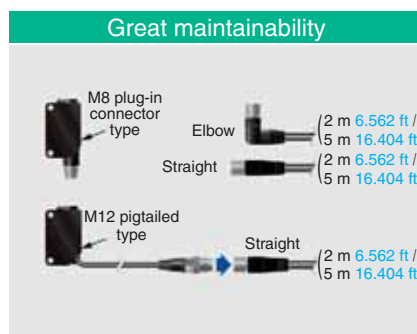 Great maintainability
M8 plug-in
connector
type
Elbow
(2 m 6.562 ft /
5 m 16.404 ft
Straight
(2 m 6.562 ft /
5 m 16.404 ft
M12 pigtailed
type
Straight
(2 m 6.562 ft /
5 m 16.404 ft